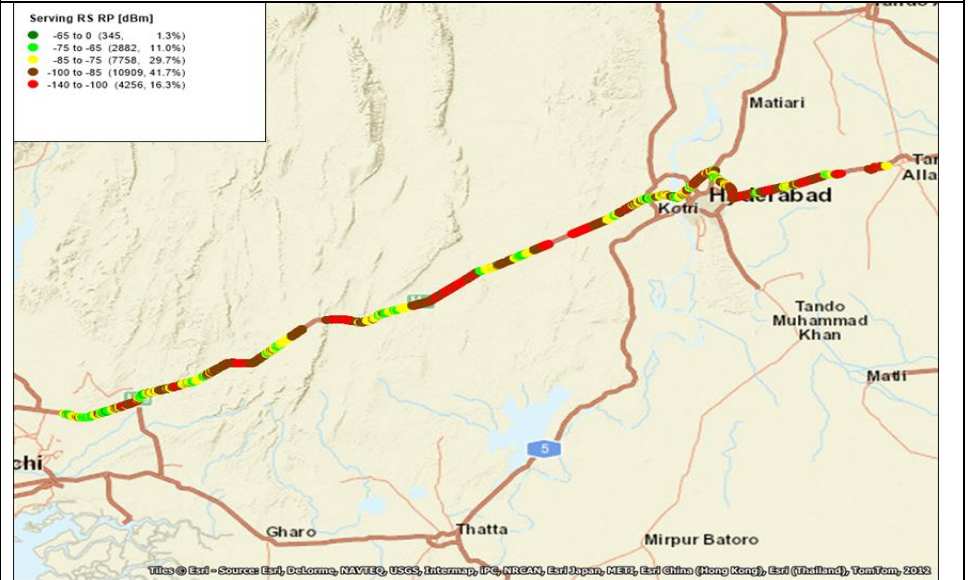 Serving RS RP [dBm]
-65 to 0 (345, 1.3%)
-75 to -65 (2882, 11.0%)
-85 to -75 (7758, 29.7%)
-100 to -85 (10909, 41.7%)
-140 to -100 (4256, 16.3%)
Matiari
Tan
Alla
Hyderabad
Kotri
Tando
Muhammad
Khan
Matli
chi
5
Gharo
Thatta
Mirpur Batoro
Tiles © Esri - Source: Esri, DeLorme, NAVTEQ, USGS, Intermap, iPC, NRCAN, Esri Japan, METI, Esri China (Hong Kong), Esri (Thailand), TomTom, 2012